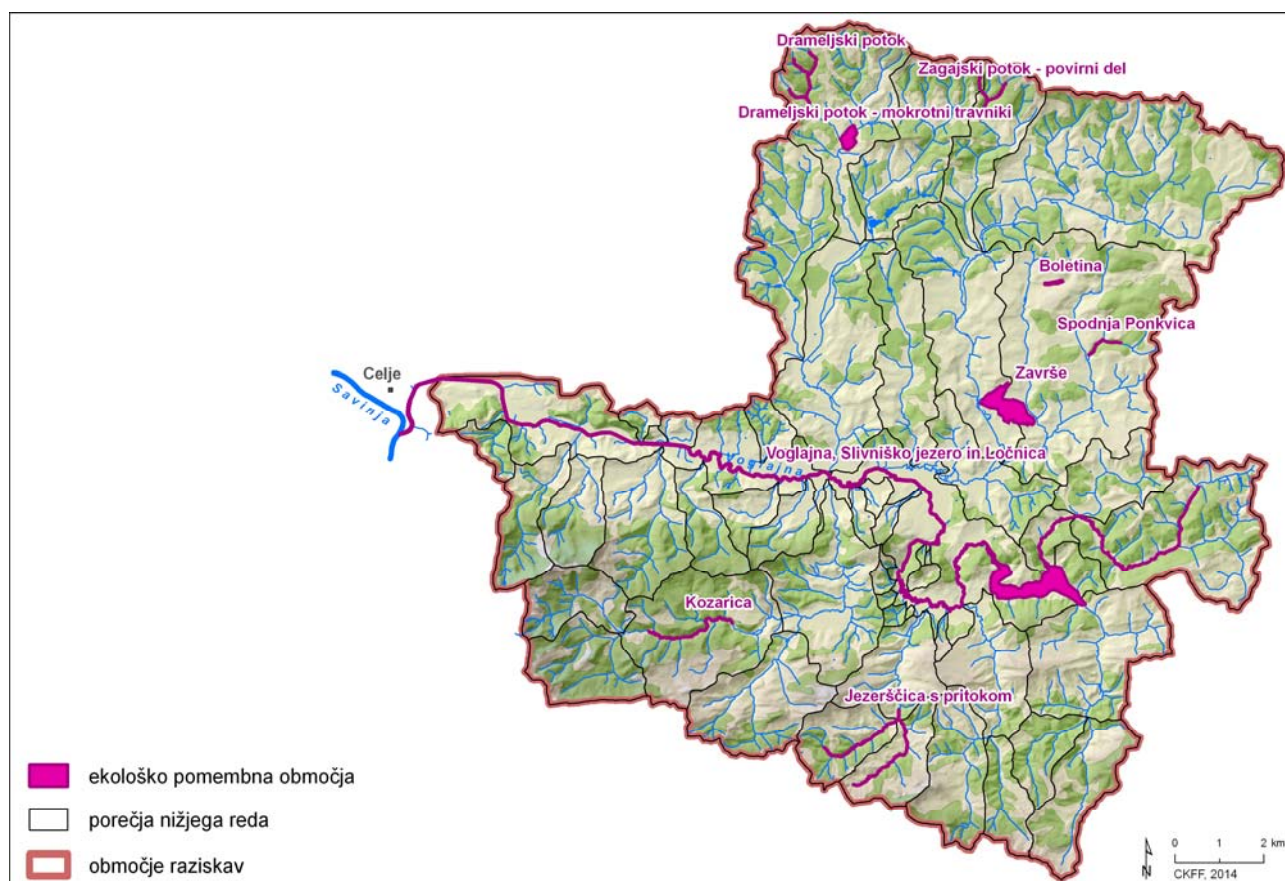 Drameljski potok
Zagajski potok - povirni del
Drameljski potok - mokrotni travniki
Boletina
Spodnja Ponkvica
Završe
Celje
Savinja
Voglajna, Slivniško jezero in Ločnica
Voglajna
Kozarica
Jezerščica s pritokom
ekološko pomembna območja
porečja nižjega reda
območje raziskav
N
0 1 2 km
CKFF, 2014